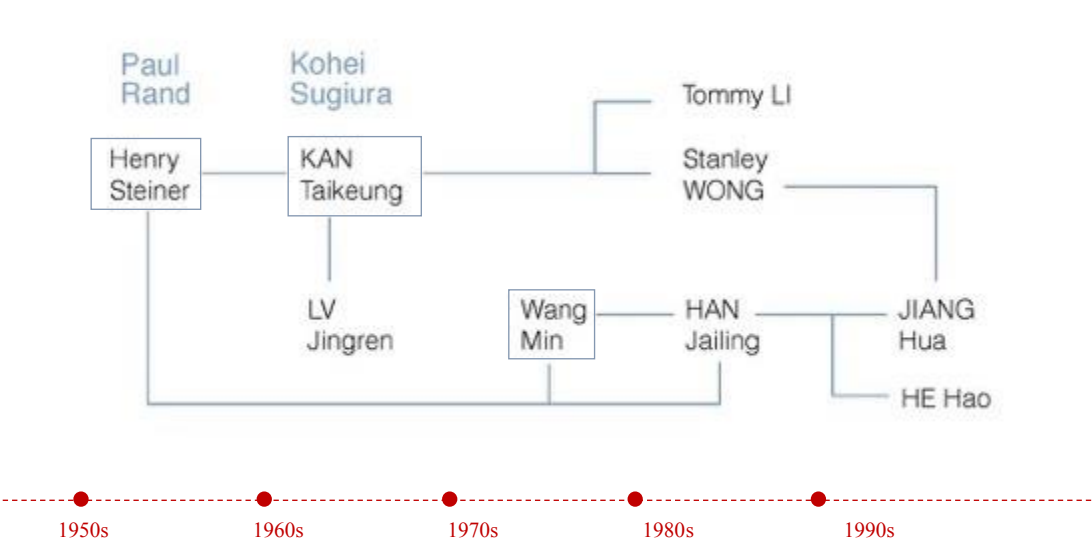 Paul
Rand
Kohei
Sugiura
Tommy LI
Henry
Steiner
KAN
Taikeung
Stanley
WONG
LV
Jingren
Wang
Min
HAN
Jailing
JIANG
Hua
HE Hao
1950s
1960s
1970s
1980s
1990s